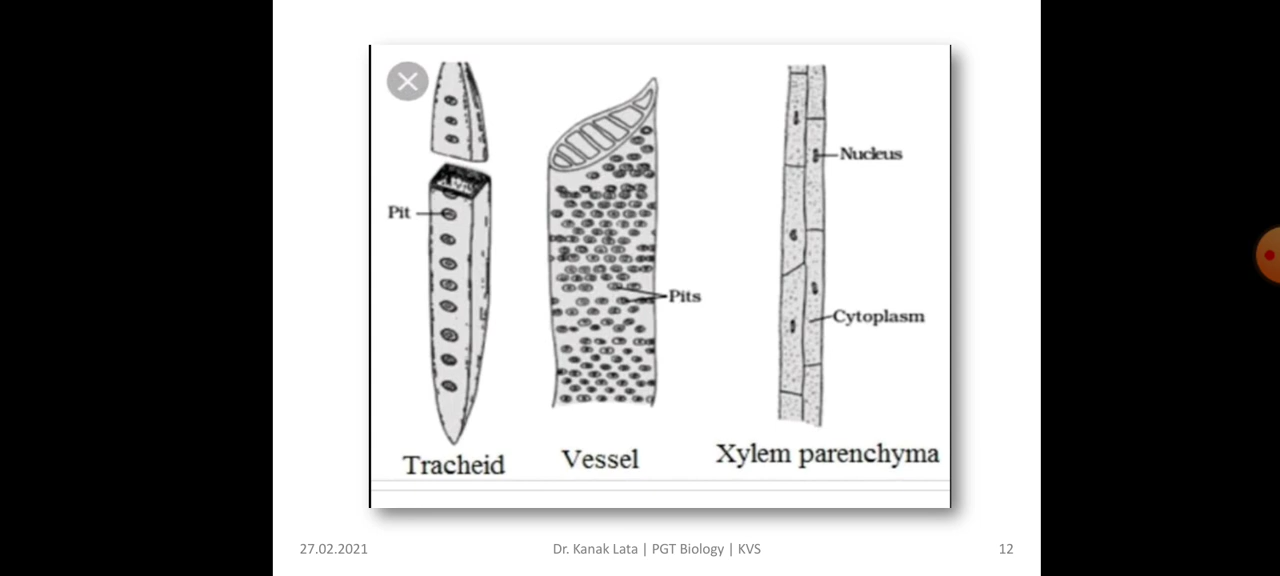 Pit
Nucleus
Pits
Cytoplasm
Tracheid
Vessel
Xylem parenchyma
27.02.2021
Dr. Kanak Lata | PGT Biology | KVS
12